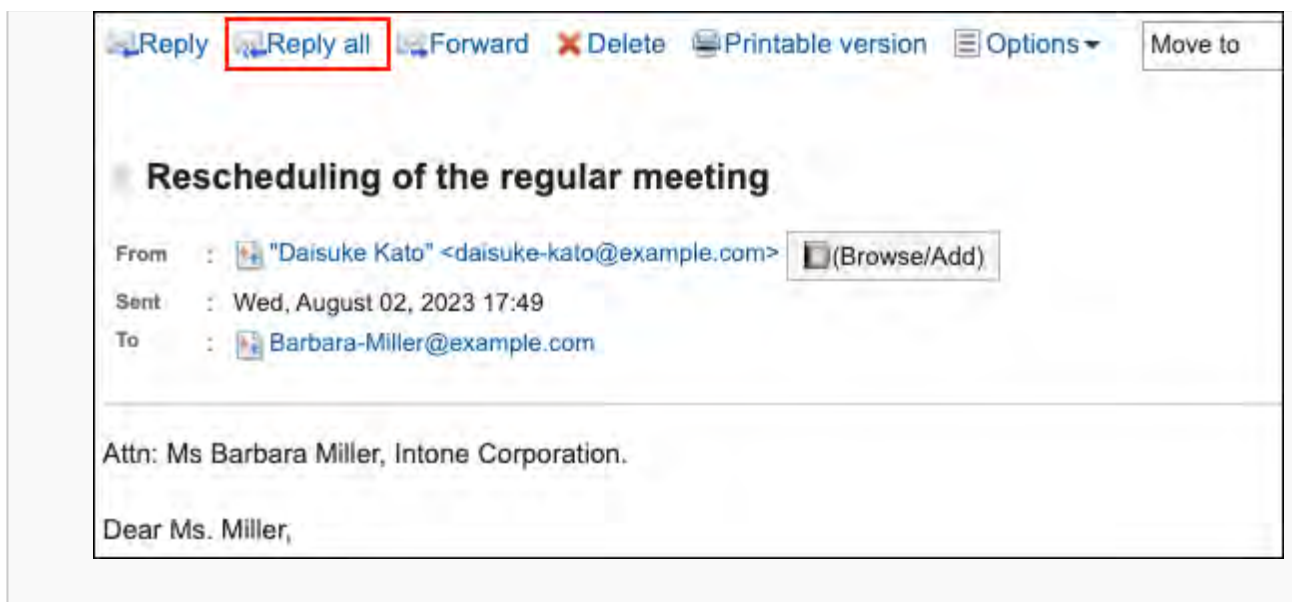 Reply Reply all Forward Delete Printable version Options Move to
Rescheduling of the regular meeting
From : "Daisuke Kato" <daisuke-kato@example.com> (Browse/Add)
Sent : Wed, August 02, 2023 17:49
To : Barbara-Miller@example.com
Attn: Ms Barbara Miller, Intone Corporation.
Dear Ms. Miller,